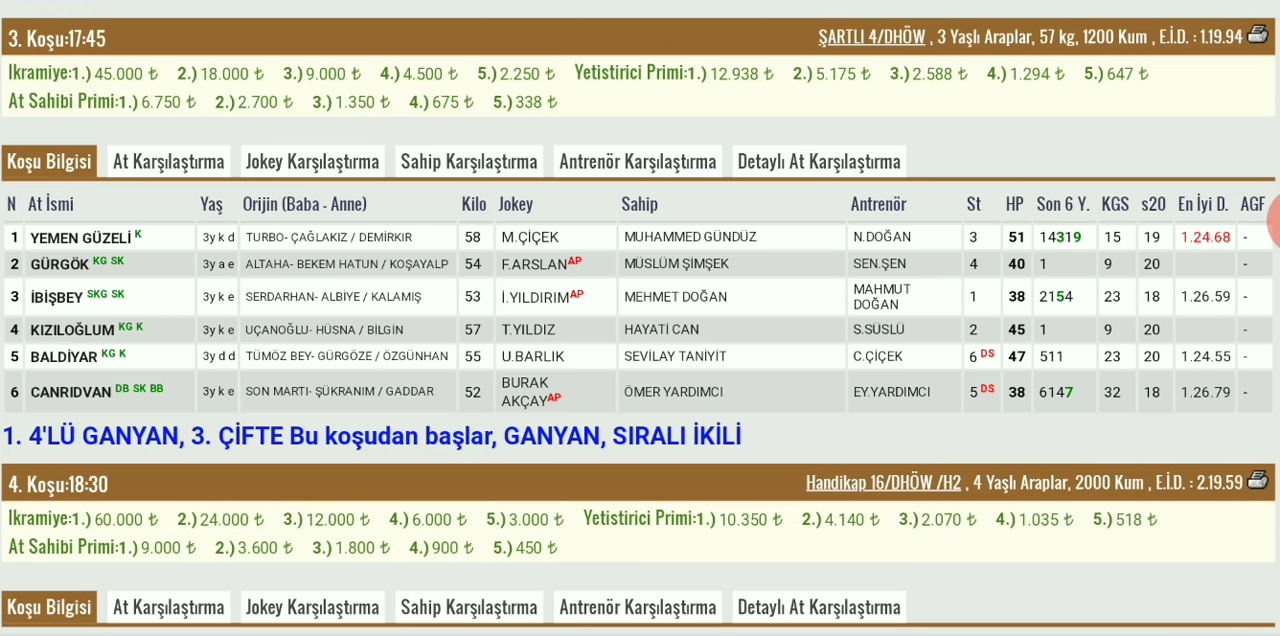 3. Koşu:17:45 ŞARTLI 4/DHÖW , 3 Yaşlı Araplar, 57 kg, 1200 Kum , E.İ.D. : 1.19.94
Ikramiye:1.) 45.000 ₺ 2.) 18.000 ₺ 3.) 9.000 ₺ 4.) 4.500 ₺ 5.) 2.250 ₺ Yetistirici Primi:1.) 12.938 ₺ 2.) 5.175 ₺ 3.) 2.588 ₺ 4.) 1.294 ₺ 5.) 647 ₺
At Sahibi Primi:1.) 6.750 ₺ 2.) 2.700 ₺ 3.) 1.350 ₺ 4.) 675 ₺ 5.) 338 ₺
Koşu Bilgisi At Karşılaştırma Jokey Karşılaştırma Sahip Karşılaştırma Antrenör Karşılaştırma Detaylı At Karşılaştırma
N At İsmi Yaş Orijin (Baba - Anne) Kilo Jokey Sahip Antrenör St HP Son 6 Y. KGS s20 En İyi D. AGF
1 YEMEN GÜZELİ K 3y k d TURBO- ÇAĞLAKIZ / DEMİRKIR 58 M.ÇİÇEK MUHAMMED GÜNDÜZ N.DOĞAN 3 51 14319 15 19 1.24.68 -
2 GÜRGÖK KG SK 3y a e ALTAHA- BEKEM HATUN / KOŞAYALP 54 F.ARSLAN AP MÜSLÜM ŞİMŞEK SEN.ŞEN 4 40 1 9 20 -
3 İBİŞBEY SKG SK 3y k e SERDARHAN- ALBİYE / KALAMIŞ 53 İ.YILDIRIM AP MEHMET DOĞAN MAHMUT DOĞAN 1 38 2154 23 18 1.26.59 -
4 KIZILOĞLUM KG K 3y k e UÇANOĞLU- HÜSNA / BİLGİN 57 T.YILDIZ HAYATİ CAN S.SÜSLÜ 2 45 1 9 20 -
5 BALDİYAR KG K 3y d d TÜMÖZ BEY- GÜRGÖZE / ÖZGÜNHAN 55 U.BARLIK SEVİLAY TANİYİT C.ÇİÇEK 6 DS 47 511 23 20 1.24.55 -
6 CANRIDVAN DB SK BB 3y k e SON MARTI- ŞÜKRANIM / GADDAR 52 BURAK AKÇAY AP ÖMER YARDIMCI EY.YARDIMCI 5 DS 38 6147 32 18 1.26.79 -
1. 4'LÜ GANYAN, 3. ÇİFTE Bu koşudan başlar, GANYAN, SIRALI İKİLİ
4. Koşu:18:30 Handikap 16/DHÖW /H2 , 4 Yaşlı Araplar, 2000 Kum , E.İ.D. : 2.19.59
Ikramiye:1.) 60.000 ₺ 2.) 24.000 ₺ 3.) 12.000 ₺ 4.) 6.000 ₺ 5.) 3.000 ₺ Yetistirici Primi:1.) 10.350 ₺ 2.) 4.140 ₺ 3.) 2.070 ₺ 4.) 1.035 ₺ 5.) 518 ₺
At Sahibi Primi:1.) 9.000 ₺ 2.) 3.600 ₺ 3.) 1.800 ₺ 4.) 900 ₺ 5.) 450 ₺
Koşu Bilgisi At Karşılaştırma Jokey Karşılaştırma Sahip Karşılaştırma Antrenör Karşılaştırma Detaylı At Karşılaştırma